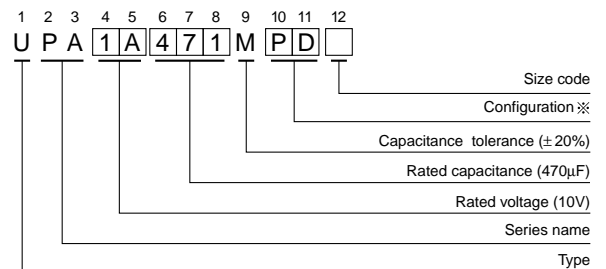 1 2 3 4 5 6 7 8 9 10 11 12
U P A 1 A 4 7 1 M P D
Size code
Configuration ※
Capacitance tolerance (±20%)
Rated capacitance (470µF)
Rated voltage (10V)
Series name
Type